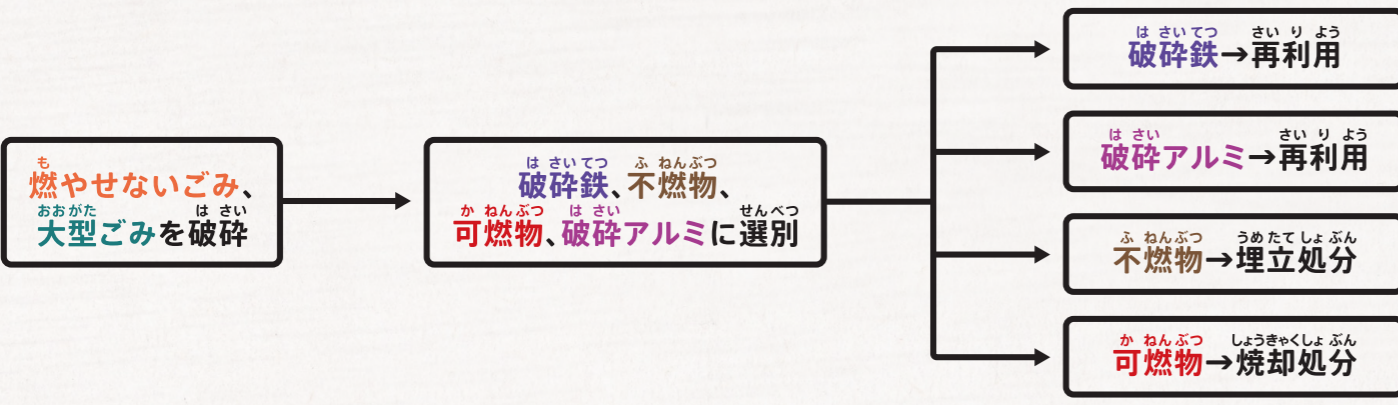 燃やせないごみ、
大型ごみを破砕
破砕鉄、不燃物、
可燃物、破砕アルミに選別
破砕鉄→再利用
破砕アルミ→再利用
不燃物→埋立処分
可燃物→焼却処分